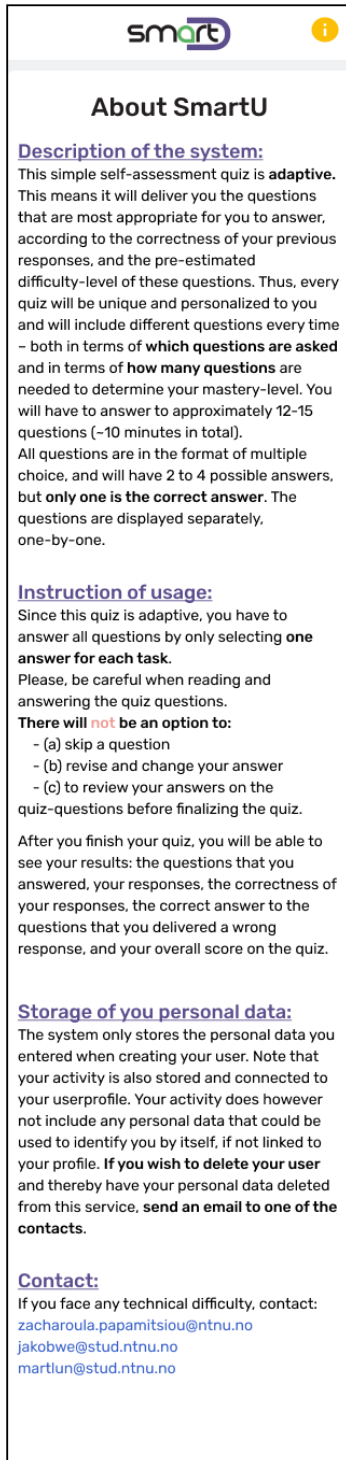 smart
i
About SmartU
Description of the system:
This simple self-assessment quiz is adaptive.
This means it will deliver you the questions
that are most appropriate for you to answer,
according to the correctness of your previous
responses, and the pre-estimated
difficulty-level of these questions. Thus, every
quiz will be unique and personalized to you
and will include different questions every time
– both in terms of which questions are asked
and in terms of how many questions are
needed to determine your mastery-level. You
will have to answer to approximately 12-15
questions (~10 minutes in total).
All questions are in the format of multiple
choice, and will have 2 to 4 possible answers,
but only one is the correct answer. The
questions are displayed separately,
one-by-one.
Instruction of usage:
Since this quiz is adaptive, you have to
answer all questions by only selecting one
answer for each task.
Please, be careful when reading and
answering the quiz questions.
There will not be an option to:
- (a) skip a question
- (b) revise and change your answer
- (c) to review your answers on the
quiz-questions before finalizing the quiz.
After you finish your quiz, you will be able to
see your results: the questions that you
answered, your responses, the correctness of
your responses, the correct answer to the
questions that you delivered a wrong
response, and your overall score on the quiz.
Storage of you personal data:
The system only stores the personal data you
entered when creating your user. Note that
your activity is also stored and connected to
your userprofile. Your activity does however
not include any personal data that could be
used to identify you by itself, if not linked to
your profile. If you wish to delete your user
and thereby have your personal data deleted
from this service, send an email to one of the
contacts.
Contact:
If you face any technical difficulty, contact:
zacharoula.papamitsiou@ntnu.no
jakobwe@stud.ntnu.no
martlun@stud.ntnu.no